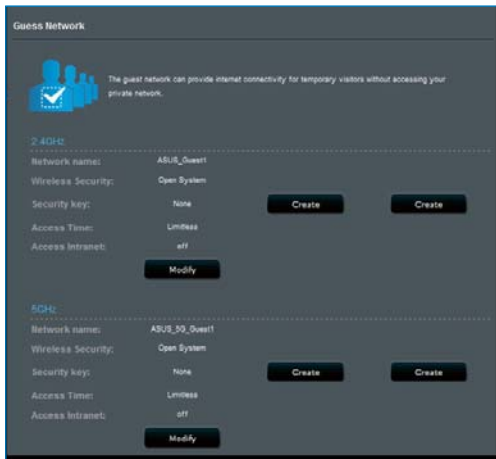 Guess Network
The guest network can provide internet connectivity for temporary visitors without accessing your
private network.
2.4GHz
Network name: ASUS_Guest1
Wireless Security: Open System
Security key: None Create Create
Access Time: Limitless
Access Intranet: off
Modify
5GHz
Network name: ASUS_5G_Guest1
Wireless Security: Open System
Security key: None Create Create
Access Time: Limitless
Access Intranet: off
Modify